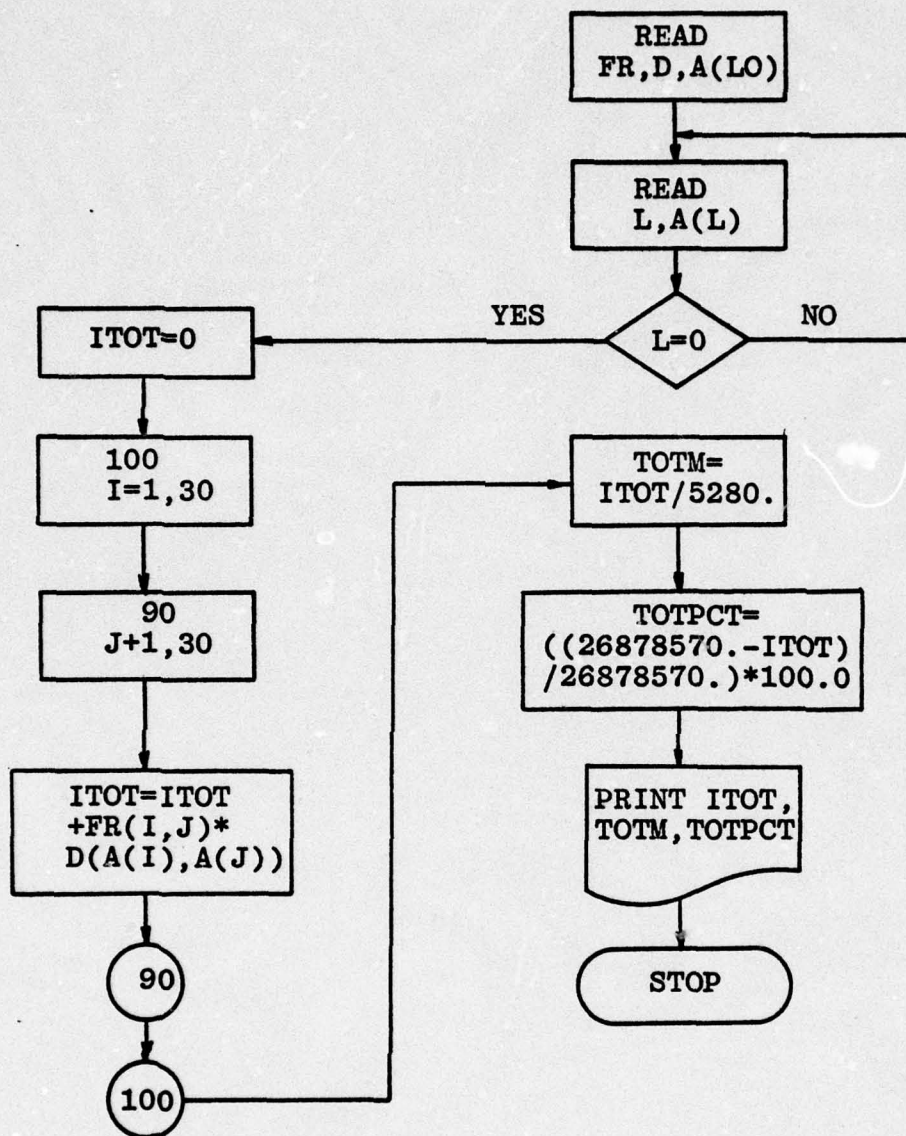 READ
FR,D,A(LO)
READ
L,A(L)
L=0
YES
NO
ITOT=0
100
I=1,30
90
J+1,30
ITOT=ITOT
+FR(I,J)*
D(A(I),A(J))
90
100
TOTM=
ITOT/5280.
TOTPCT=
((26878570.-ITOT)
/26878570.)*100.0
PRINT ITOT,
TOTM,TOTPCT
STOP